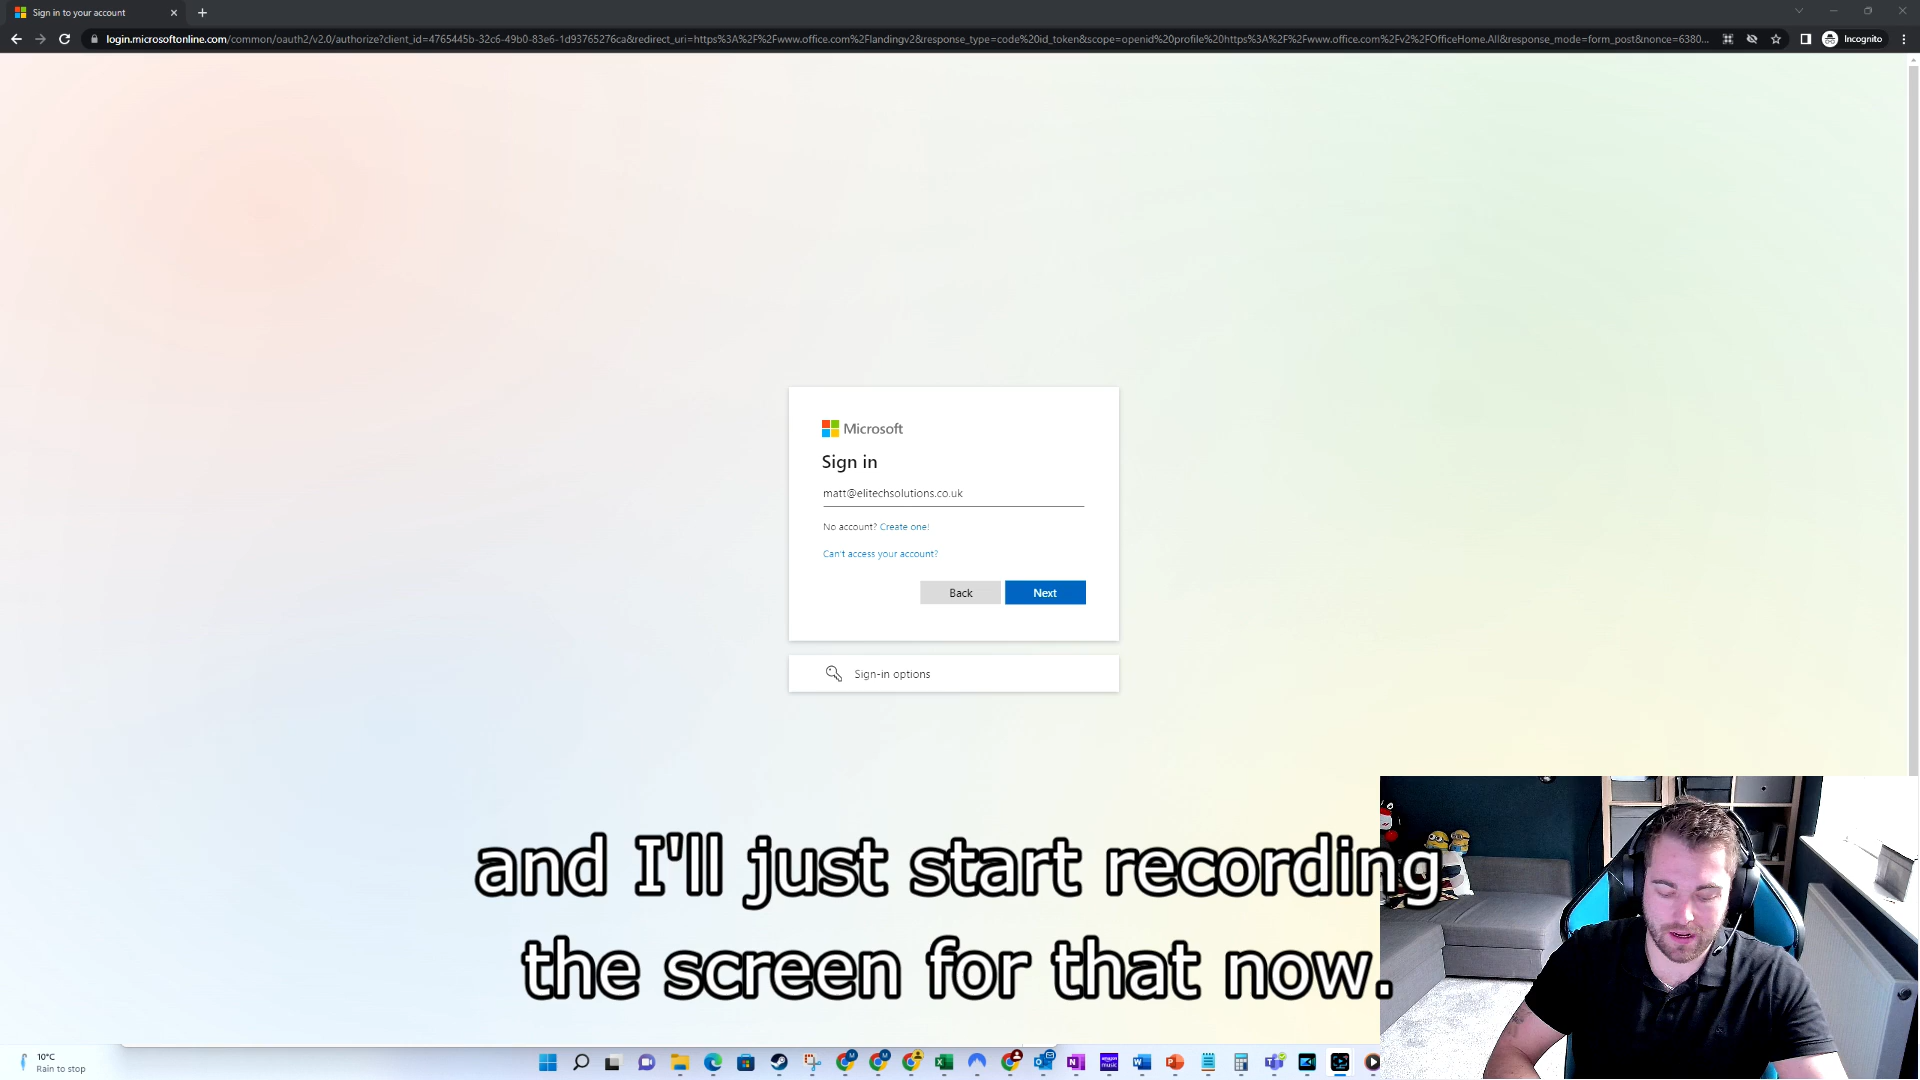 Sign in to your account
login.microsoftonline.com/common/oauth2/v2.0/authorize?client_id=4765445b-32c6-49b0-83e6-1d93765276ca&redirect_uri=https%3A%2F%2Fwww.office.com%2Flandingv2&response_type=code%20id_token&scope=openid%20profile%20https%3A%2F%2Fwww.office.com%2Fv2%2FOfficeHome.All&response_mode=form_post&nonce=6380...
Incognito
Microsoft
Sign in
matt@elitechsolutions.co.uk
No account? Create one!
Can't access your account?
Back
Next
Sign-in options
and I'll just start recording
the screen for that now.
10°C
Rain to stop